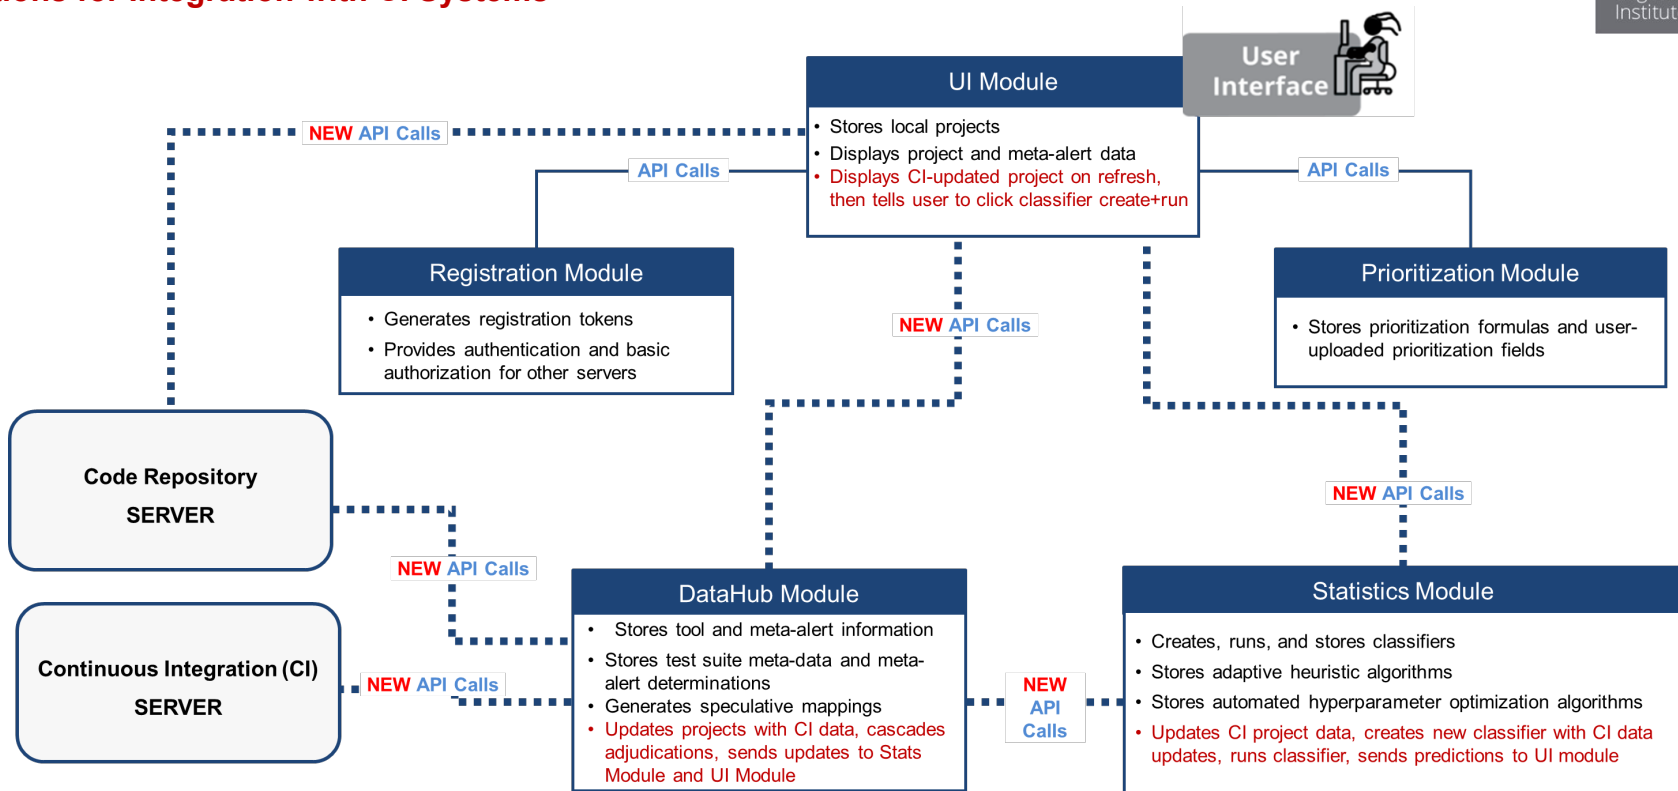 for Integration with CI Systems
Institut
User
Interface
UI Module
• Stores local projects
• Displays project and meta-alert data
• Displays CI-updated project on refresh,
then tells user to click classifier create+run
NEW API Calls
API Calls
API Calls
Registration Module
• Generates registration tokens
• Provides authentication and basic
authorization for other servers
NEW API Calls
Prioritization Module
• Stores prioritization formulas and user-
uploaded prioritization fields
Code Repository
SERVER
NEW API Calls
NEW API Calls
Continuous Integration (CI)
SERVER
NEW API Calls
DataHub Module
• Stores tool and meta-alert information
• Stores test suite meta-data and meta-
alert determinations
• Generates speculative mappings
• Updates projects with CI data, cascades
adjudications, sends updates to Stats
Module and UI Module
NEW
API
Calls
Statistics Module
• Creates, runs, and stores classifiers
• Stores adaptive heuristic algorithms
• Stores automated hyperparameter optimization algorithms
• Updates CI project data, creates new classifier with CI data
updates, runs classifier, sends predictions to UI module